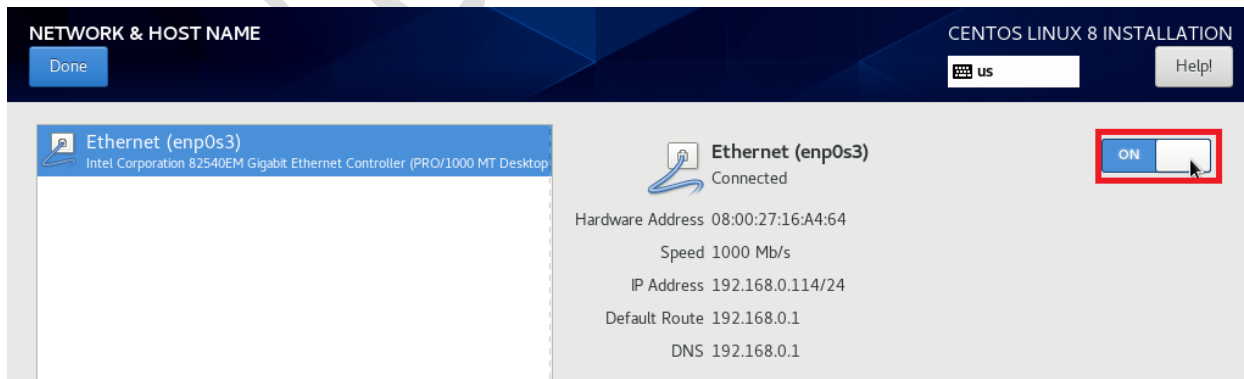 NETWORK & HOST NAME
CENTOS LINUX 8 INSTALLATION
Done
us
Help!
Ethernet (enp0s3)
Intel Corporation 82540EM Gigabit Ethernet Controller (PRO/1000 MT Desktop
Ethernet (enp0s3)
Connected
ON
Hardware Address 08:00:27:16:A4:64
Speed 1000 Mb/s
IP Address 192.168.0.114/24
Default Route 192.168.0.1
DNS 192.168.0.1